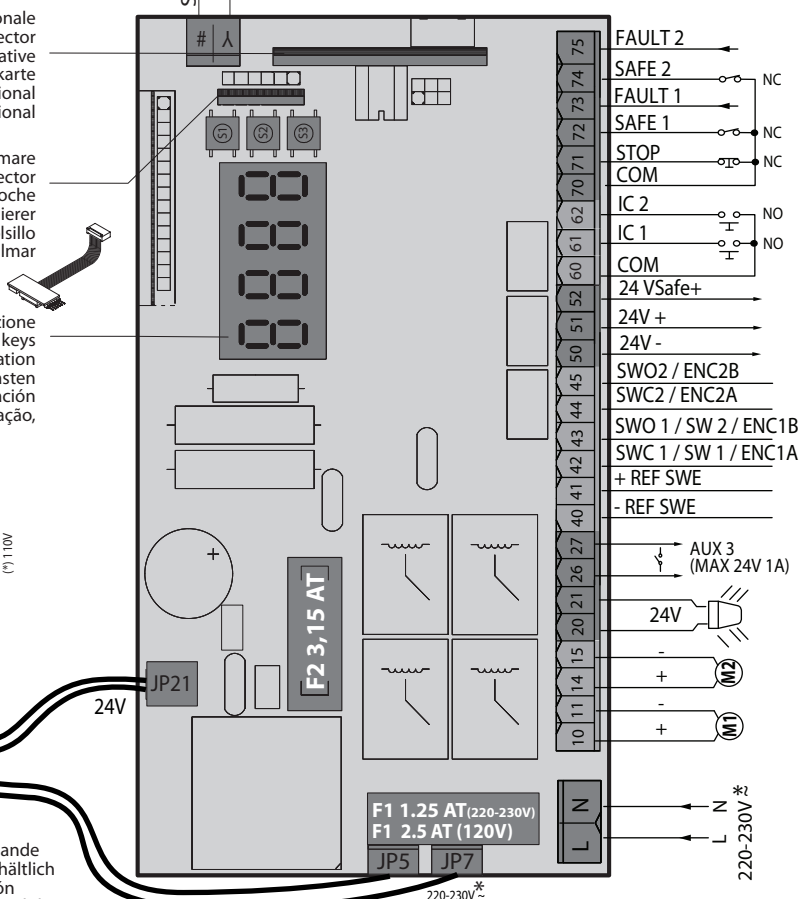 onale
ector
ative
karte
ional
ional
mare
ector
oche
ierer
lsillo
lmar
zione
keys
ation
sten
ación
ação,
(*) 110V
# Y
S1 S2 S3
F2 3,15 AT
JP21
24V
F1 1.25 AT(220-230V)
F1 2.5 AT (120V)
JP5 JP7
220-230V ~*
ande
hältlich
ón
75 FAULT 2
74 SAFE 2 NC
73 FAULT 1
72 SAFE 1 NC
71 STOP NC
70 COM
62 IC 2 NO
61 IC 1 NO
60 COM
52 24 VSafe+
51 24V +
50 24V -
45 SWO2 / ENC2B
44 SWC2 / ENC2A
43 SWO 1 / SW 2 / ENC1B
42 SWC 1 / SW 1 / ENC1A
41 + REF SWE
40 - REF SWE
27 AUX 3
26 (MAX 24V 1A)
21
20 24V
15 -
14 + M2
11 -
10 + M1
N N
L L
220-230V ~*